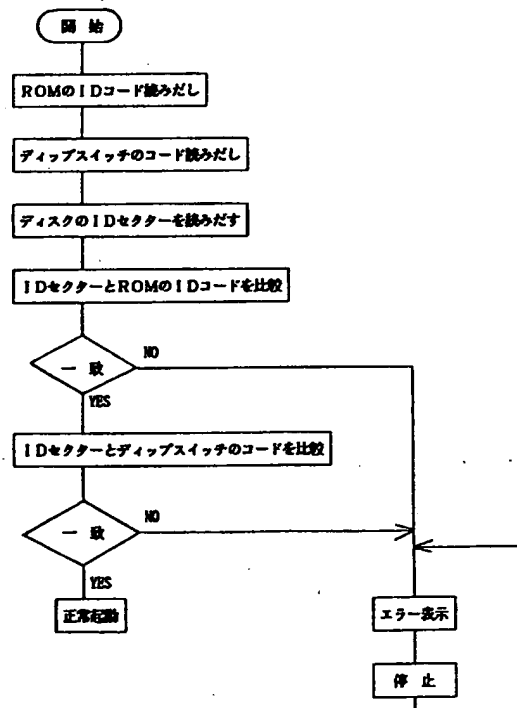 開 始
ROMのIDコード読みだし
ディップスイッチのコード読みだし
ディスクのIDセクターを読みだす
IDセクターとROMのIDコードを比較
一 致
NO
YES
IDセクターとディップスイッチのコードを比較
一 致
NO
YES
正常起動
エラー表示
停 止